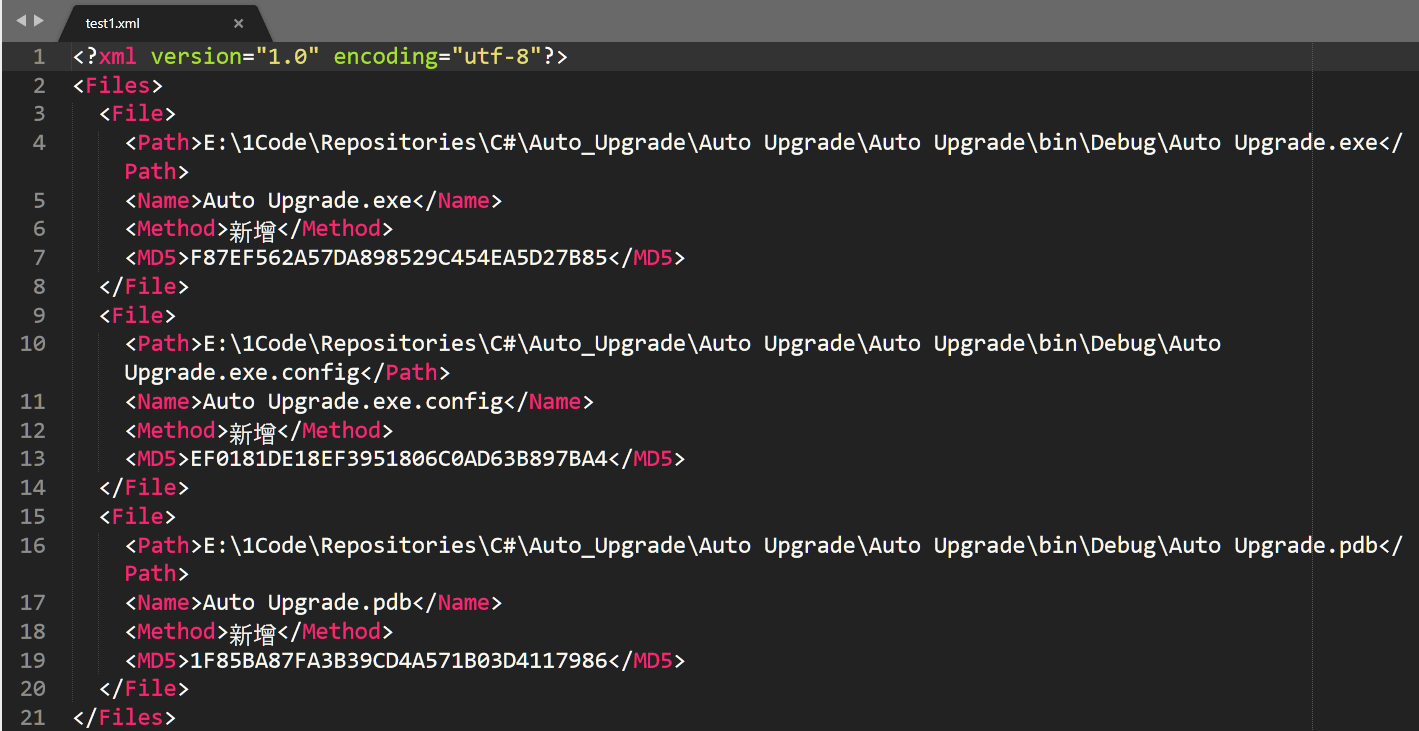 test1.xml ×
1 <?xml version="1.0" encoding="utf-8"?>
2 <Files>
3 <File>
4 <Path>E:\1Code\Repositories\C#\Auto_Upgrade\Auto Upgrade\Auto Upgrade\bin\Debug\Auto Upgrade.exe</
Path>
5 <Name>Auto Upgrade.exe</Name>
6 <Method>新增</Method>
7 <MD5>F87EF562A57DA898529C454EA5D27B85</MD5>
8 </File>
9 <File>
10 <Path>E:\1Code\Repositories\C#\Auto_Upgrade\Auto Upgrade\Auto Upgrade\bin\Debug\Auto
Upgrade.exe.config</Path>
11 <Name>Auto Upgrade.exe.config</Name>
12 <Method>新增</Method>
13 <MD5>EF0181DE18EF3951806C0AD63B897BA4</MD5>
14 </File>
15 <File>
16 <Path>E:\1Code\Repositories\C#\Auto_Upgrade\Auto Upgrade\Auto Upgrade\bin\Debug\Auto Upgrade.pdb</
Path>
17 <Name>Auto Upgrade.pdb</Name>
18 <Method>新增</Method>
19 <MD5>1F85BA87FA3B39CD4A571B03D4117986</MD5>
20 </File>
21 </Files>